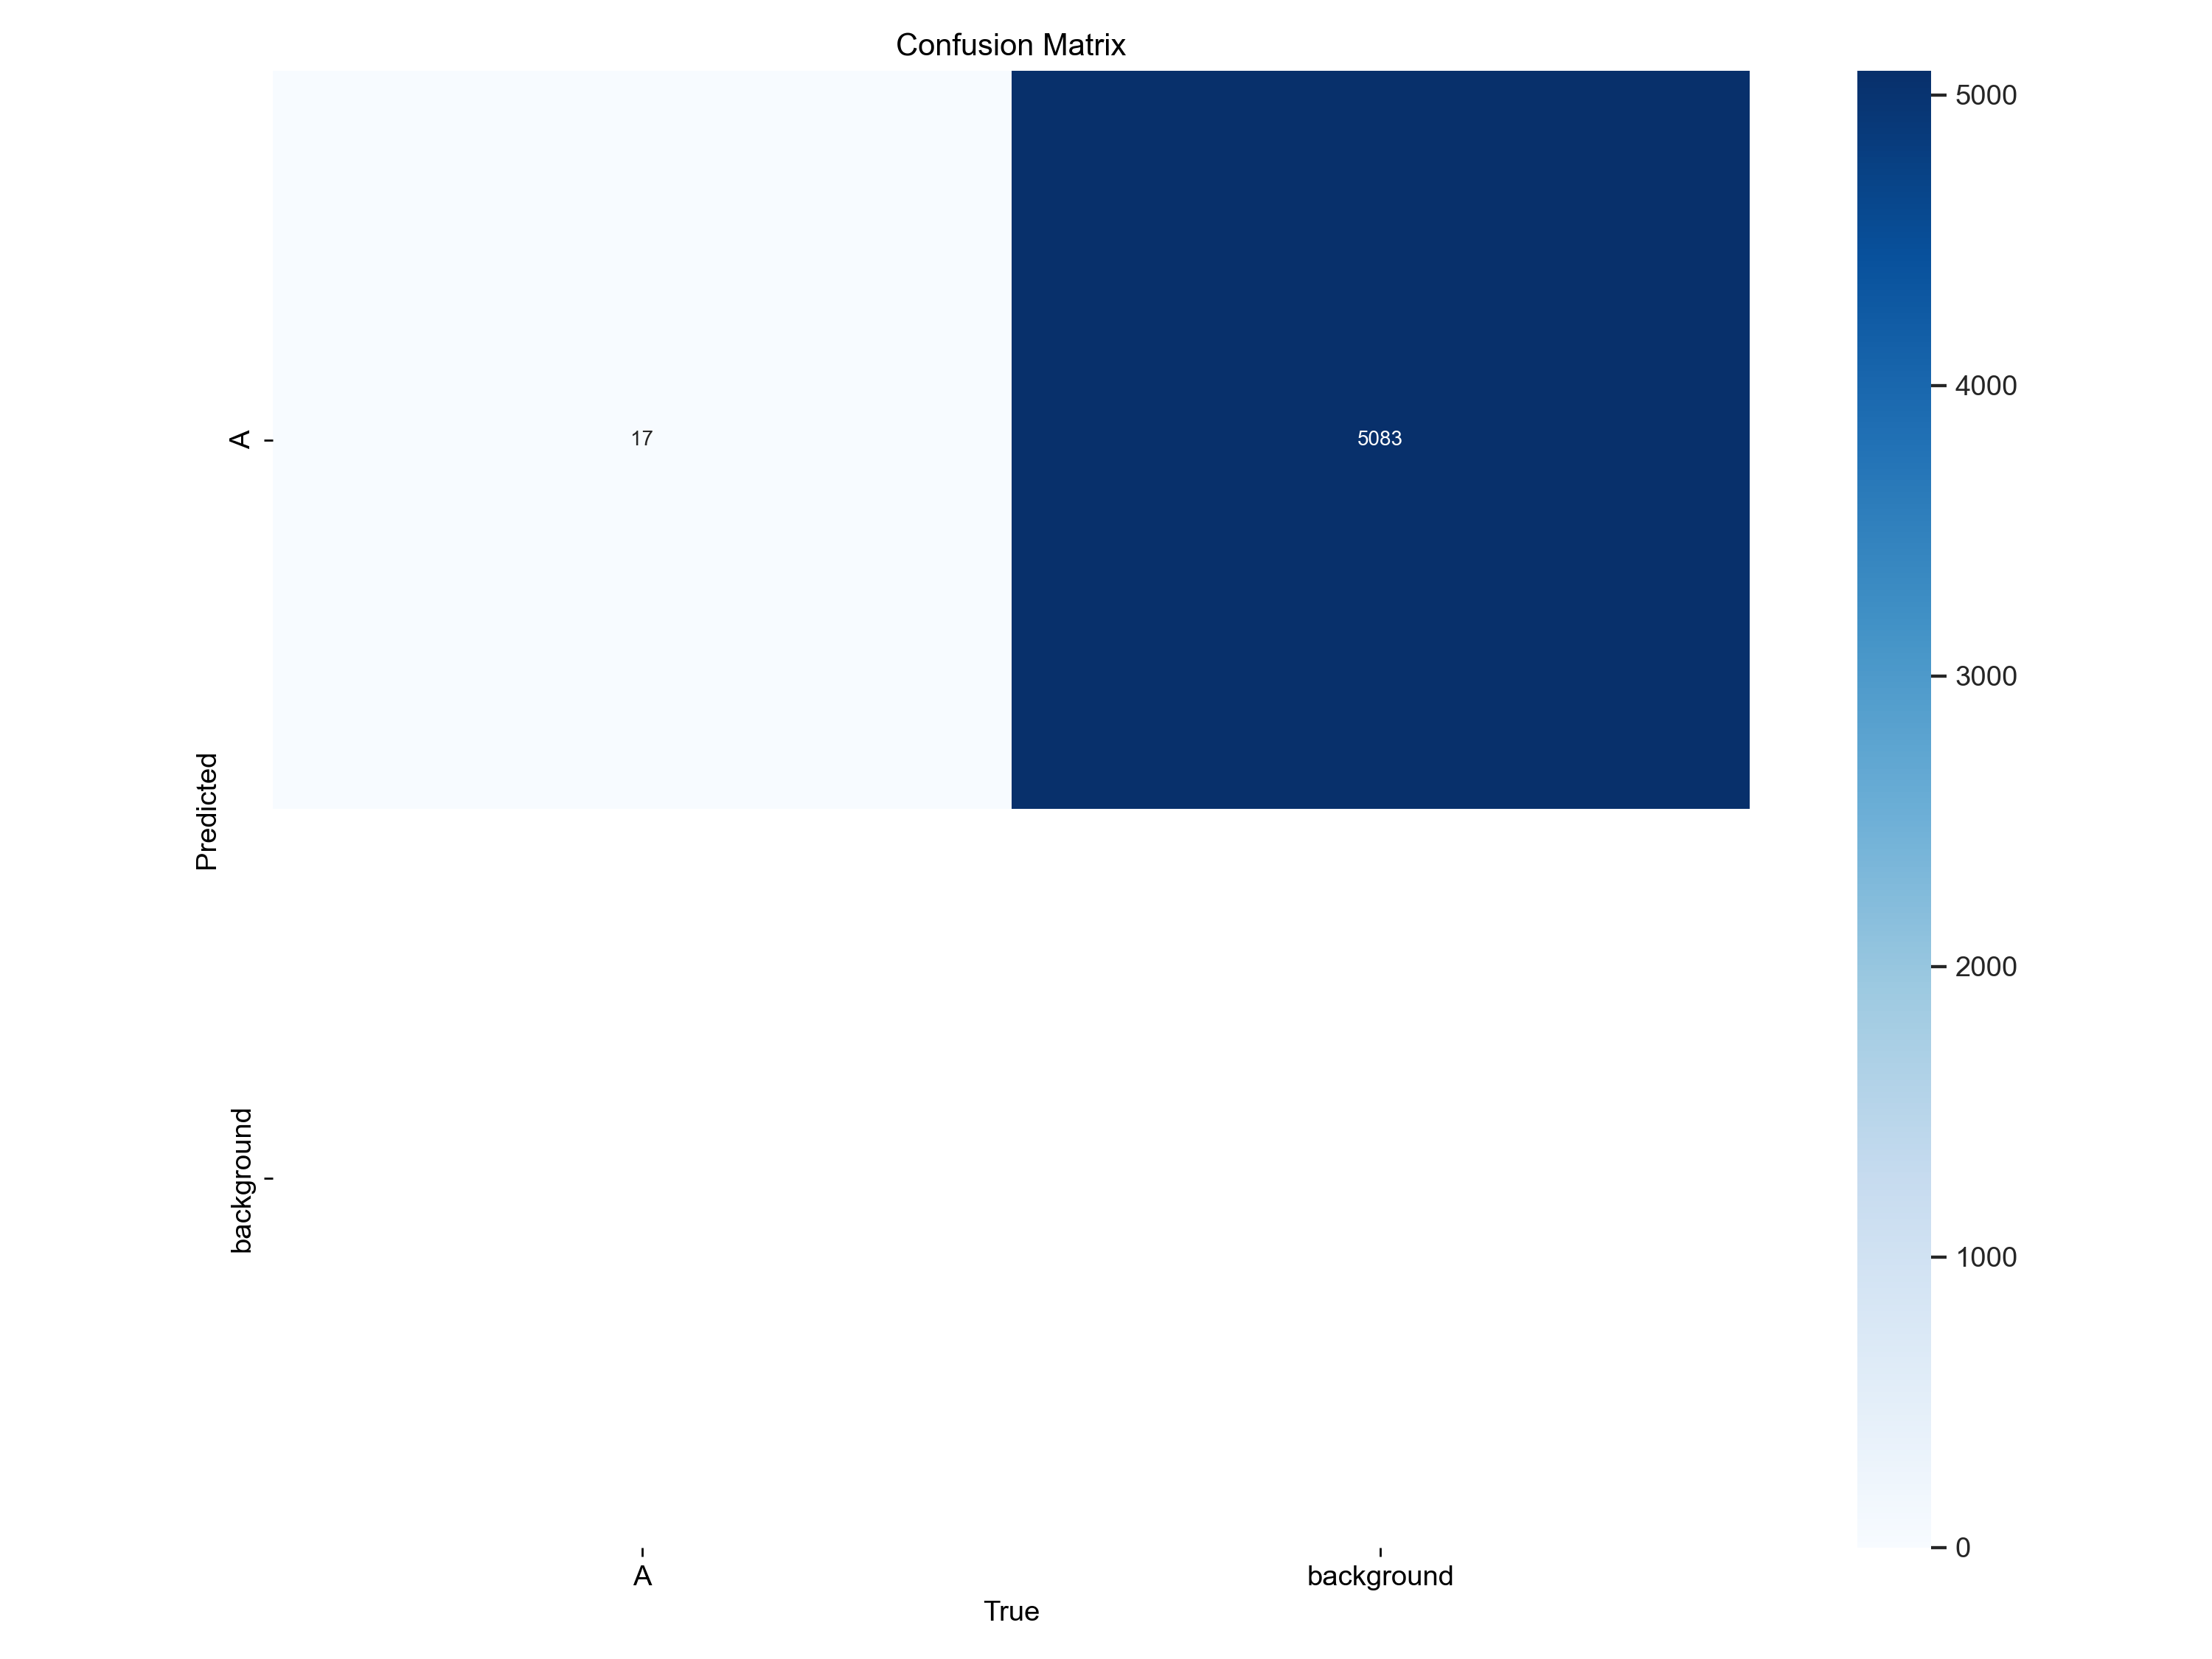 Confusion Matrix
A
17
5083
Predicted
background
A
background
True
5000
4000
3000
2000
1000
0